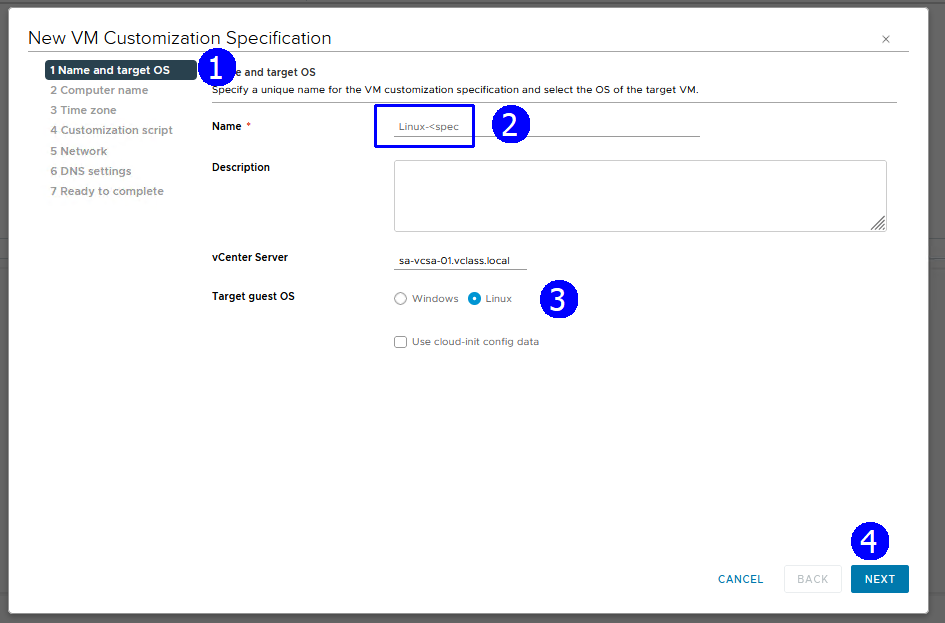 New VM Customization Specification
×
1 Name and target OS
1
e and target OS
2 Computer name
Specify a unique name for the VM customization specification and select the OS of the target VM.
3 Time zone
4 Customization script
5 Network
6 DNS settings
7 Ready to complete
Name *
Linux-<spec
2
Description
vCenter Server
sa-vcsa-01.vclass.local
Target guest OS
Windows
Linux
3
Use cloud-init config data
4
CANCEL
BACK
NEXT